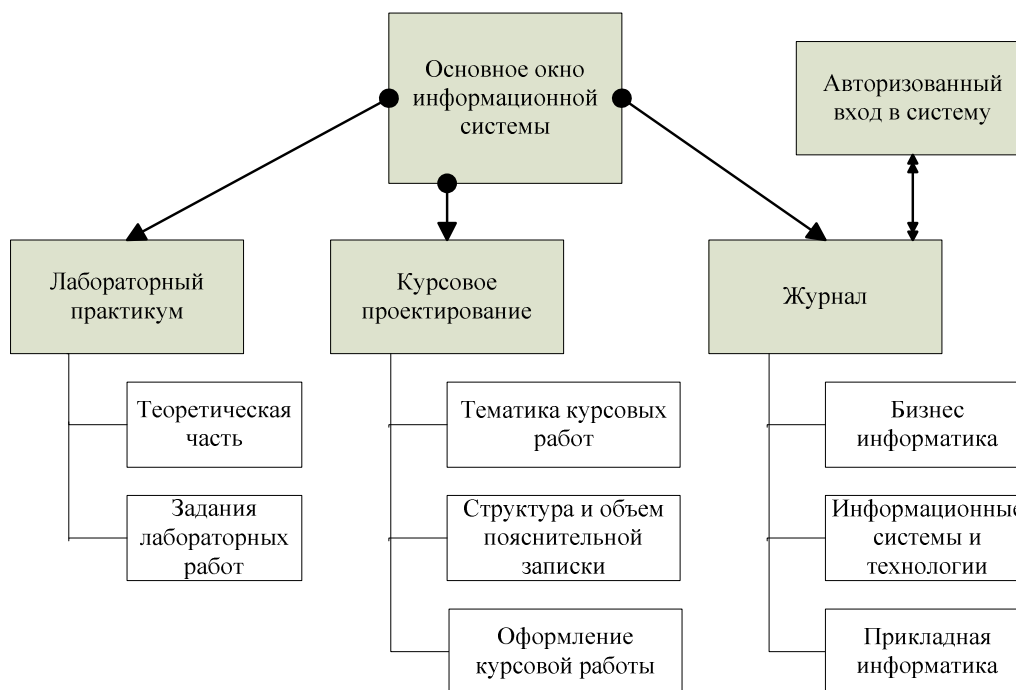 Основное окно
информационной
системы
Авторизованный
вход в систему
Лабораторный
практикум
Курсовое
проектирование
Журнал
Теоретическая
часть
Задания
лабораторных
работ
Тематика курсовых
работ
Структура и объем
пояснительной
записки
Оформление
курсовой работы
Бизнес
информатика
Информационные
системы и
технологии
Прикладная
информатика